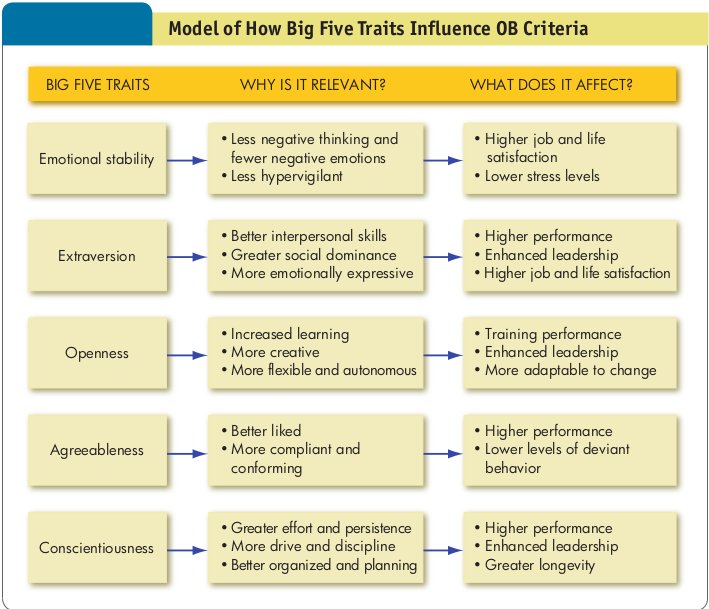 Model of How Big Five Traits Influence OB Criteria
BIG FIVE TRAITS
WHY IS IT RELEVANT?
WHAT DOES IT AFFECT?
Emotional stability
• Less negative thinking and
fewer negative emotions
• Less hypervigilant
• Higher job and life
satisfaction
• Lower stress levels
Extraversion
• Better interpersonal skills
• Greater social dominance
• More emotionally expressive
• Higher performance
• Enhanced leadership
• Higher job and life satisfaction
Openness
• Increased learning
• More creative
• More flexible and autonomous
• Training performance
• Enhanced leadership
• More adaptable to change
Agreeableness
• Better liked
• More compliant and
conforming
• Higher performance
• Lower levels of deviant
behavior
Conscientiousness
• Greater effort and persistence
• More drive and discipline
• Better organized and planning
• Higher performance
• Enhanced leadership
• Greater longevity